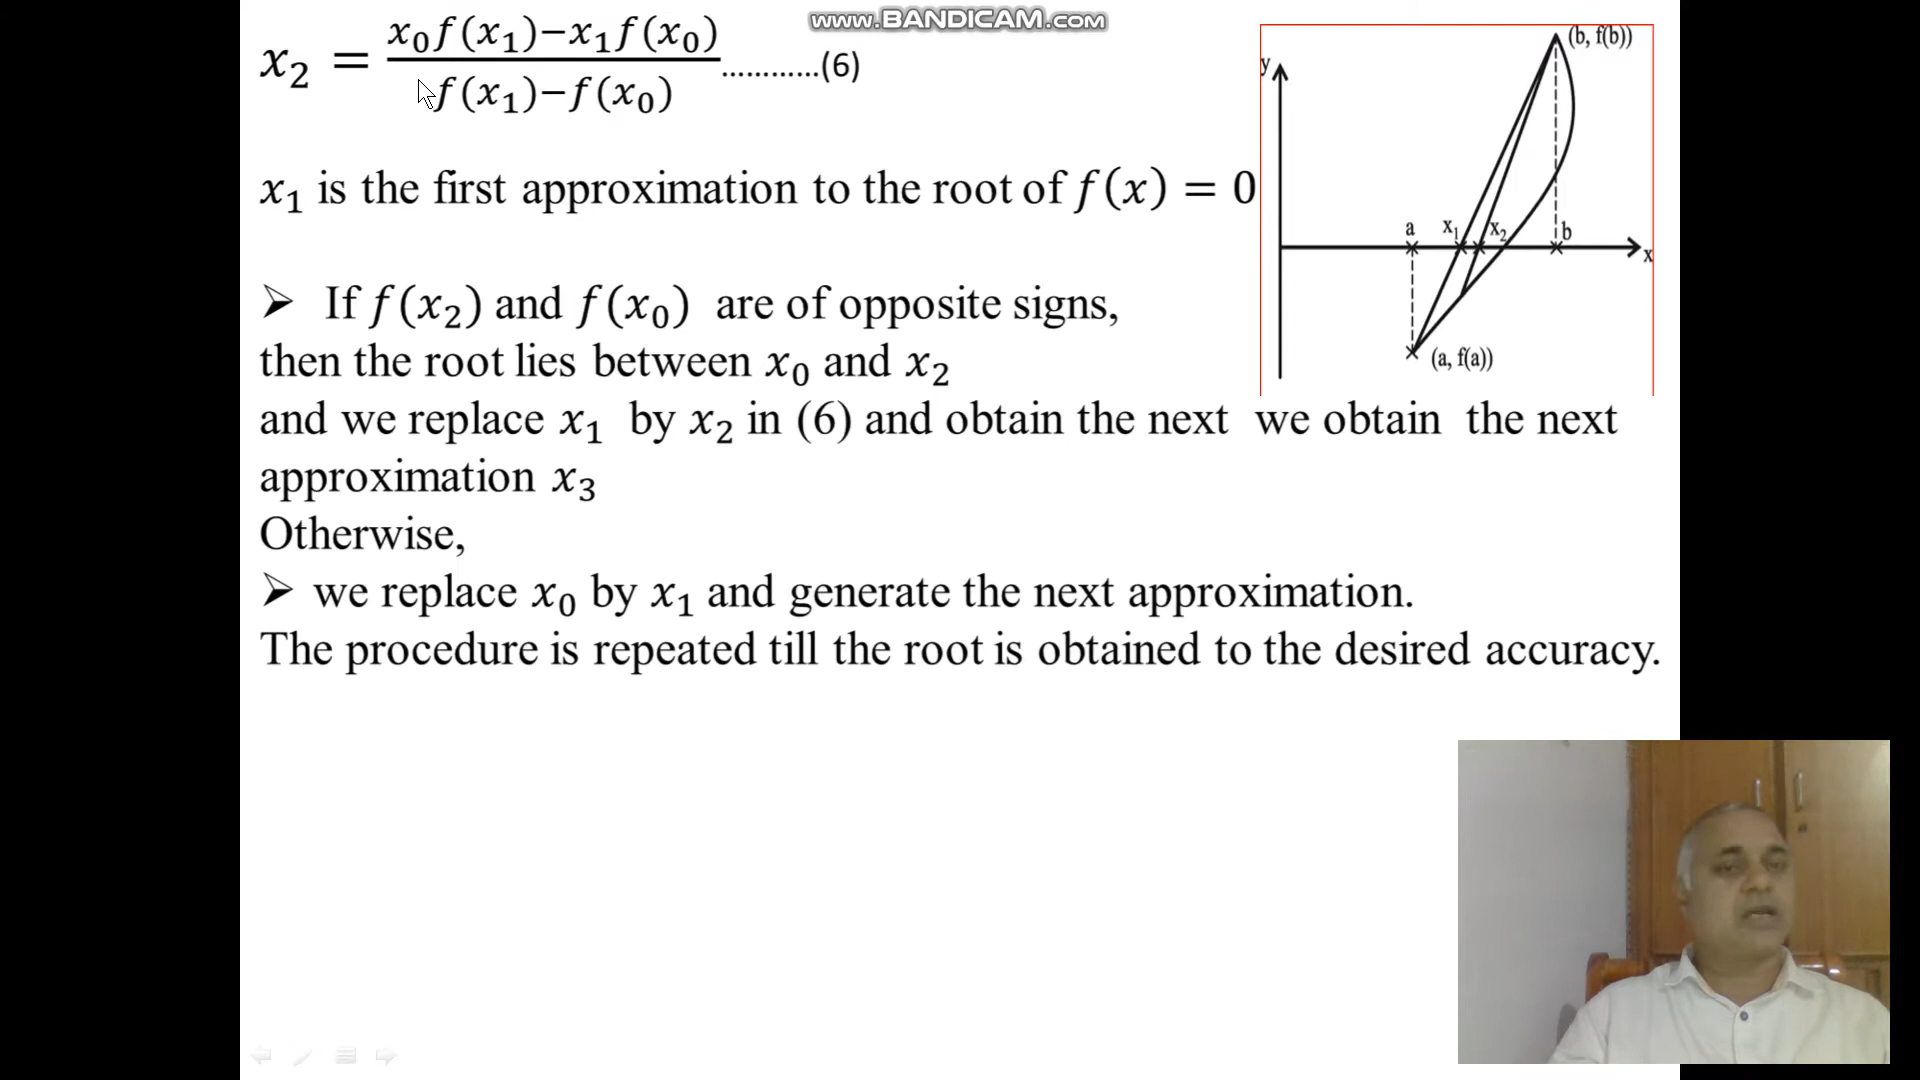 WWW.BANDICAM.COM
x₂ = (x₀f(x₁)−x₁f(x₀))/(f(x₁)−f(x₀)) ............(6)
x₁ is the first approximation to the root of f(x) = 0
➢ If f(x₂) and f(x₀) are of opposite signs,
then the root lies between x₀ and x₂
and we replace x₁ by x₂ in (6) and obtain the next we obtain the next
approximation x₃
Otherwise,
➢ we replace x₀ by x₁ and generate the next approximation.
The procedure is repeated till the root is obtained to the desired accuracy.
(b, f(b))
y
a x₁ x₂ b
x
(a, f(a))